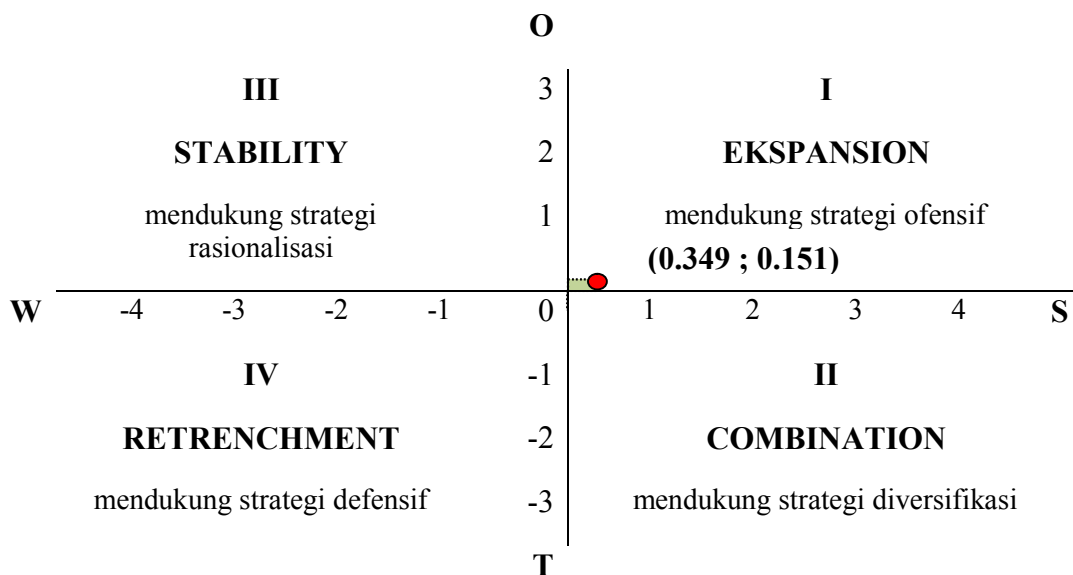 O
III
3
I
STABILITY
2
EKSPANSION
mendukung strategi
rasionalisasi
1
mendukung strategi ofensif
(0.349 ; 0.151)
W
-4 -3 -2 -1 0 1 2 3 4
S
IV
-1
II
RETRENCHMENT
-2
COMBINATION
mendukung strategi defensif
-3
mendukung strategi diversifikasi
T